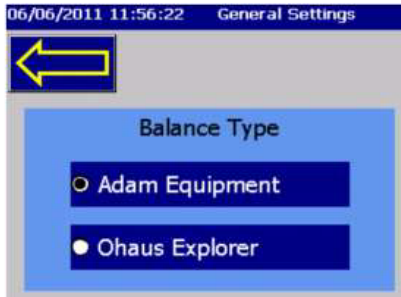 06/06/2011 11:56:22 General Settings
Balance Type
Adam Equipment
Ohaus Explorer